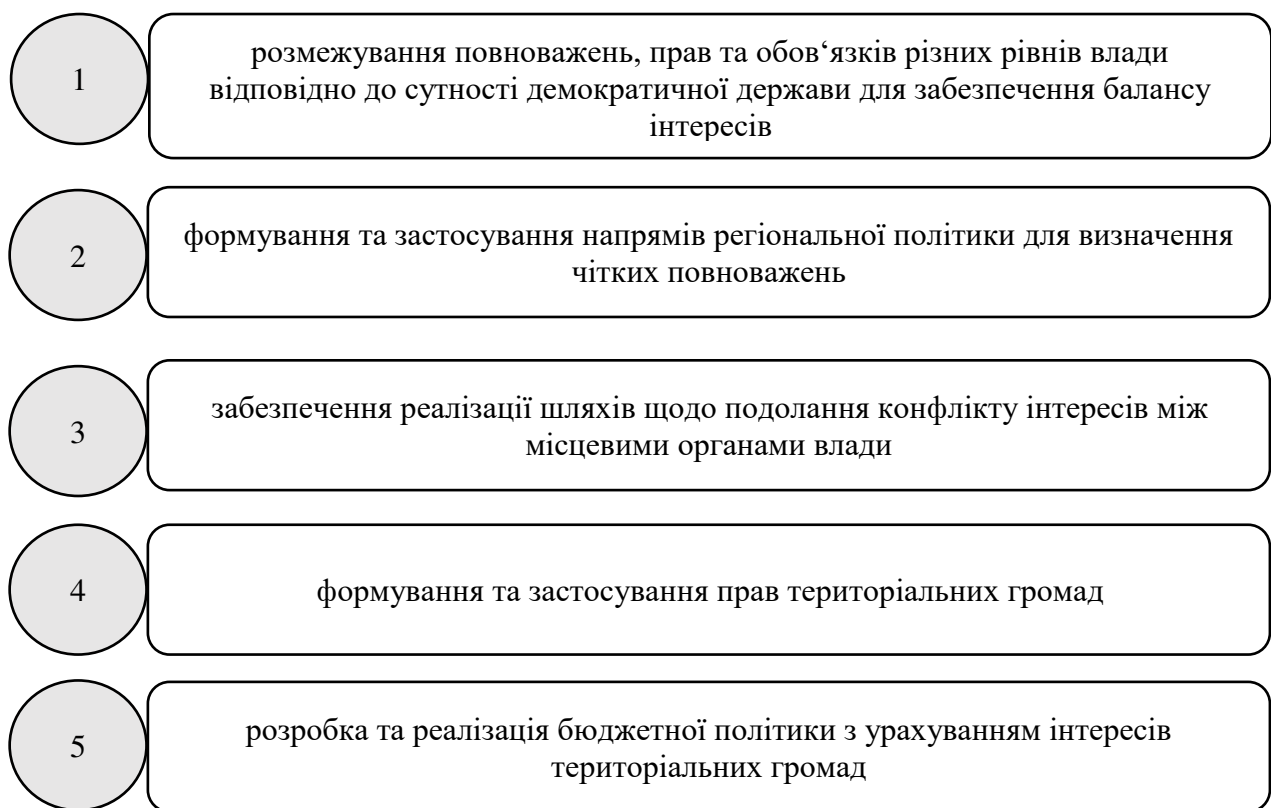 1
розмежування повноважень, прав та обов‘язків різних рівнів влади
відповідно до сутності демократичної держави для забезпечення балансу
інтересів
2
формування та застосування напрямів регіональної політики для визначення
чітких повноважень
3
забезпечення реалізації шляхів щодо подолання конфлікту інтересів між
місцевими органами влади
4
формування та застосування прав територіальних громад
5
розробка та реалізація бюджетної політики з урахуванням інтересів
територіальних громад